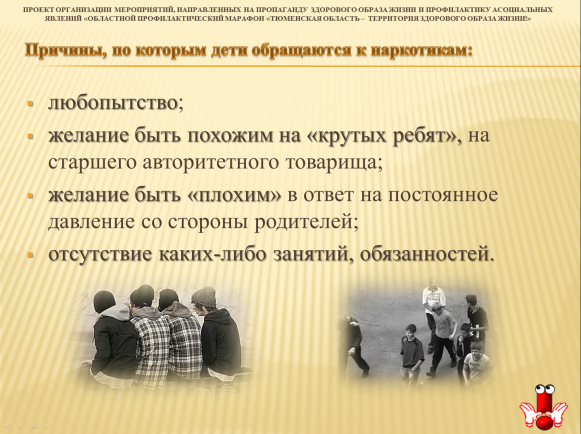 ПРОЕКТ ОРГАНИЗАЦИИ МЕРОПРИЯТИЙ, НАПРАВЛЕННЫХ НА ПРОПАГАНДУ ЗДОРОВОГО ОБРАЗА ЖИЗНИ И ПРОФИЛАКТИКУ АСОЦИАЛЬНЫХ
ЯВЛЕНИЙ «ОБЛАСТНОЙ ПРОФИЛАКТИЧЕСКИЙ МАРАФОН «ТЮМЕНСКАЯ ОБЛАСТЬ – ТЕРРИТОРИЯ ЗДОРОВОГО ОБРАЗА ЖИЗНИ!»
Причины, по которым дети обращаются к наркотикам:
▪ любопытство;
▪ желание быть похожим на «крутых ребят», на
старшего авторитетного товарища;
▪ желание быть «плохим» в ответ на постоянное
давление со стороны родителей;
▪ отсутствие каких-либо занятий, обязанностей.